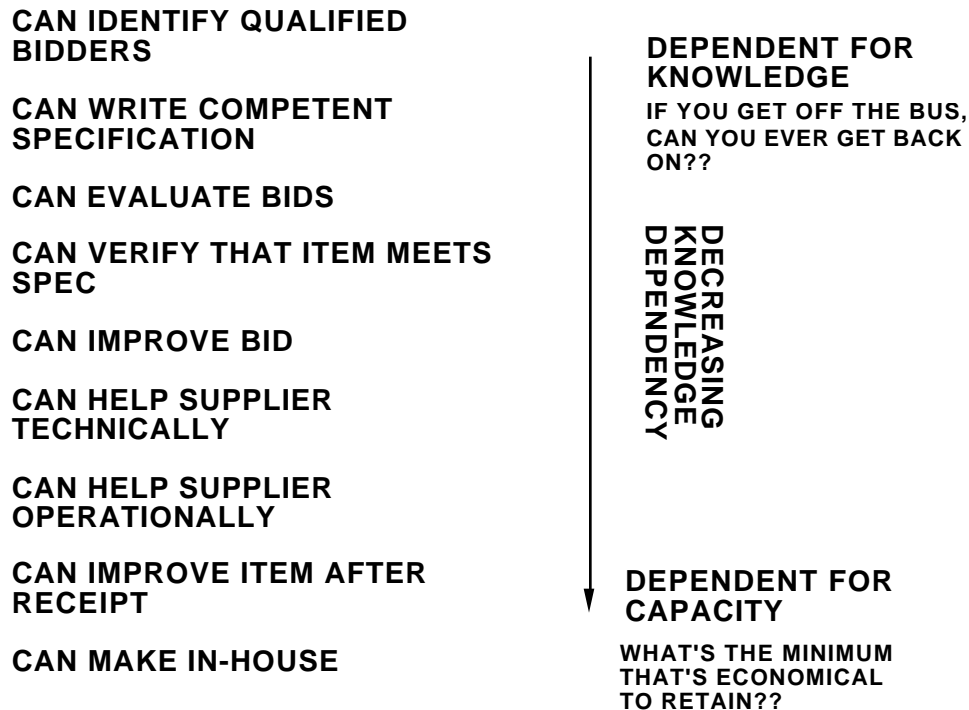 CAN IDENTIFY QUALIFIED
BIDDERS
CAN WRITE COMPETENT
SPECIFICATION
CAN EVALUATE BIDS
CAN VERIFY THAT ITEM MEETS
SPEC
CAN IMPROVE BID
CAN HELP SUPPLIER
TECHNICALLY
CAN HELP SUPPLIER
OPERATIONALLY
CAN IMPROVE ITEM AFTER
RECEIPT
CAN MAKE IN-HOUSE
DEPENDENT FOR
KNOWLEDGE
IF YOU GET OFF THE BUS,
CAN YOU EVER GET BACK
ON??
DECREASING
KNOWLEDGE
DEPENDENCY
DEPENDENT FOR
CAPACITY
WHAT'S THE MINIMUM
THAT'S ECONOMICAL
TO RETAIN??